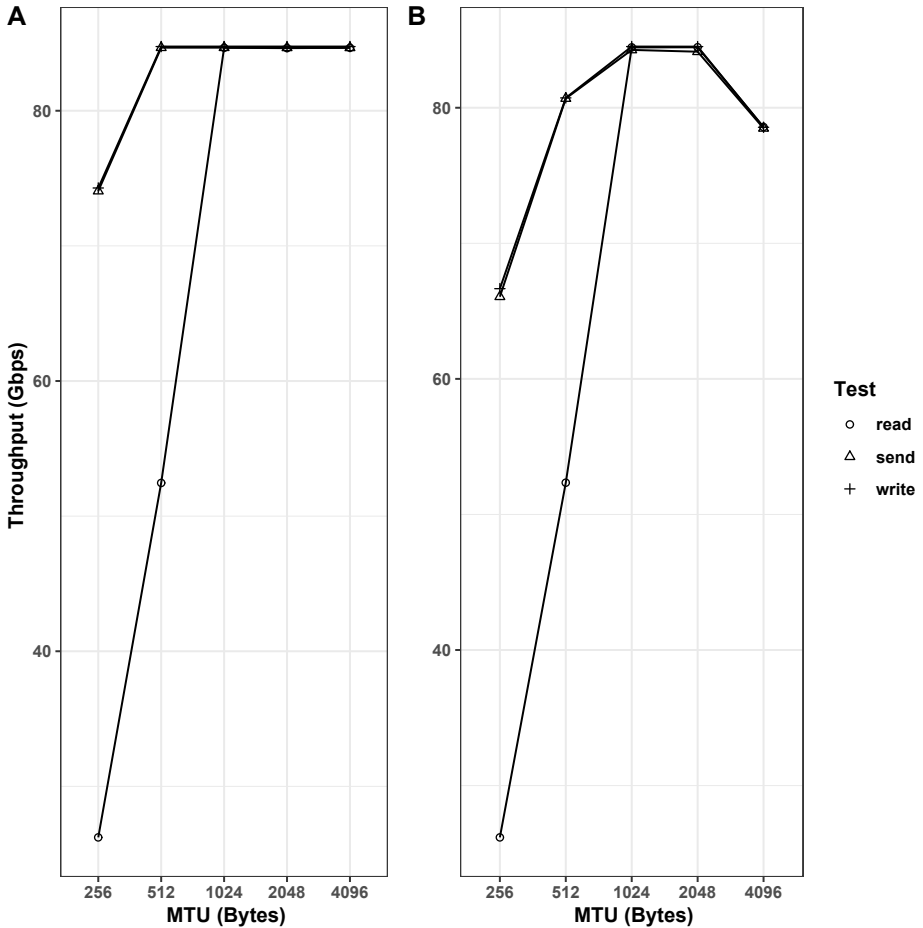 A
Throughput (Gbps)
80
60
40
256 512 1024 2048 4096
MTU (Bytes)
B
80
60
40
256 512 1024 2048 4096
MTU (Bytes)
Test
read
send
write